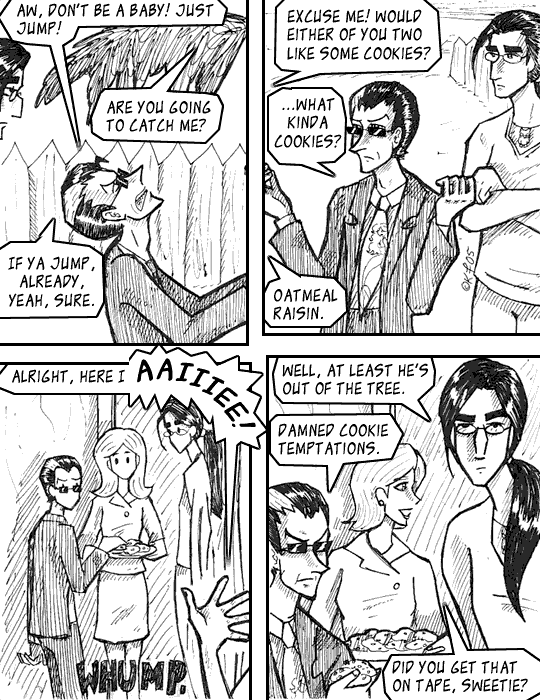 AW, DON'T BE A BABY! JUST
JUMP!
ARE YOU GOING
TO CATCH ME?
IF YA JUMP,
ALREADY,
YEAH, SURE.
EXCUSE ME! WOULD
EITHER OF YOU TWO
LIKE SOME COOKIES?
...WHAT
KINDA
COOKIES?
OATMEAL
RAISIN.
ALRIGHT, HERE I
AAIIIEE!
WHUMP.
WELL, AT LEAST HE'S
OUT OF THE TREE.
DAMNED COOKIE
TEMPTATIONS.
DID YOU GET THAT
ON TAPE, SWEETIE?